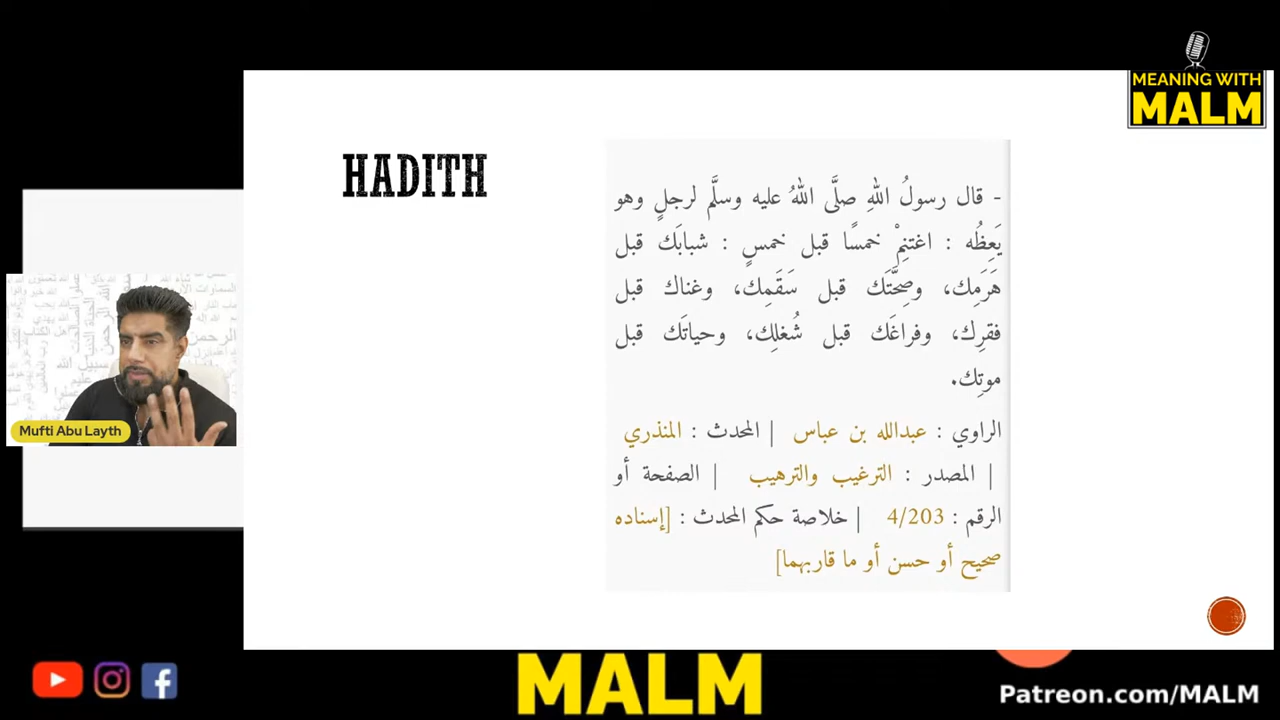 MEANING WITH
MALM
HADITH
- قال رسولُ اللهِ صلَّى اللهُ عليه وسلَّم لرجلٍ وهو
يَعِظُه : اغتنِمْ خمسًا قبل خمسٍ : شبابَك قبل
هَرَمِك، وصِحَّتَك قبل سَقَمِك، وغناك قبل
فقرِك، وفراغَك قبل شُغلِك، وحياتَك قبل
موتِك.
الراوي : عبدالله بن عباس | المحدث : المنذري
| المصدر : الترغيب والترهيب | الصفحة أو
الرقم : 4/203 | خلاصة حكم المحدث : [إسناده
صحيح أو حسن أو ما قاربهما]
Mufti Abu Layth
MALM
Patreon.com/MALM